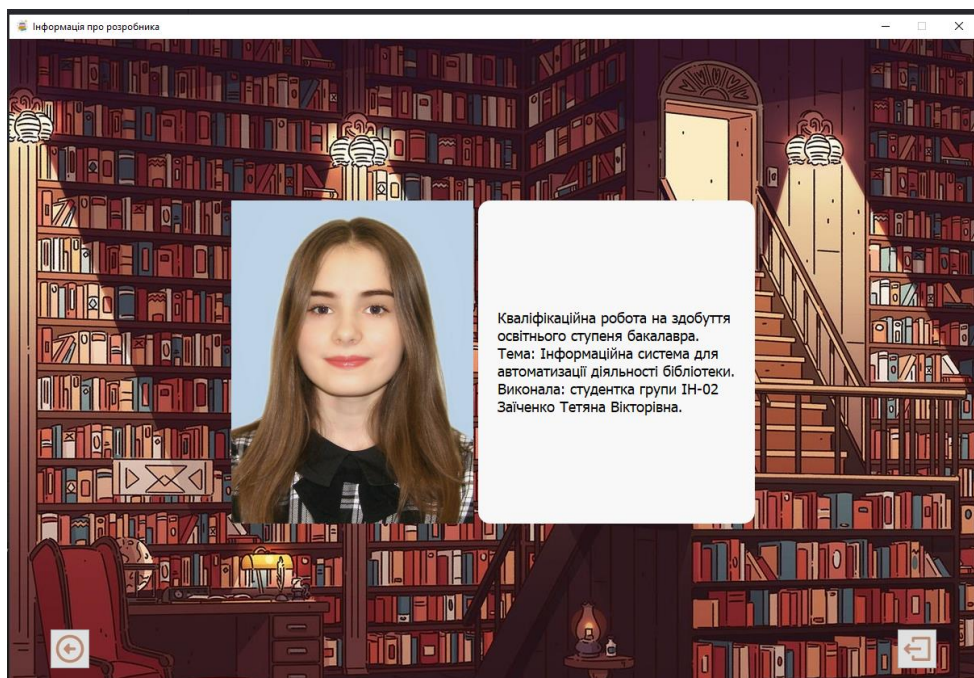 Інформація про розробника
Кваліфікаційна робота на здобуття
освітнього ступеня бакалавра.
Тема: Інформаційна система для
автоматизації діяльності бібліотеки.
Виконала: студентка групи ІН-02
Заїченко Тетяна Вікторівна.